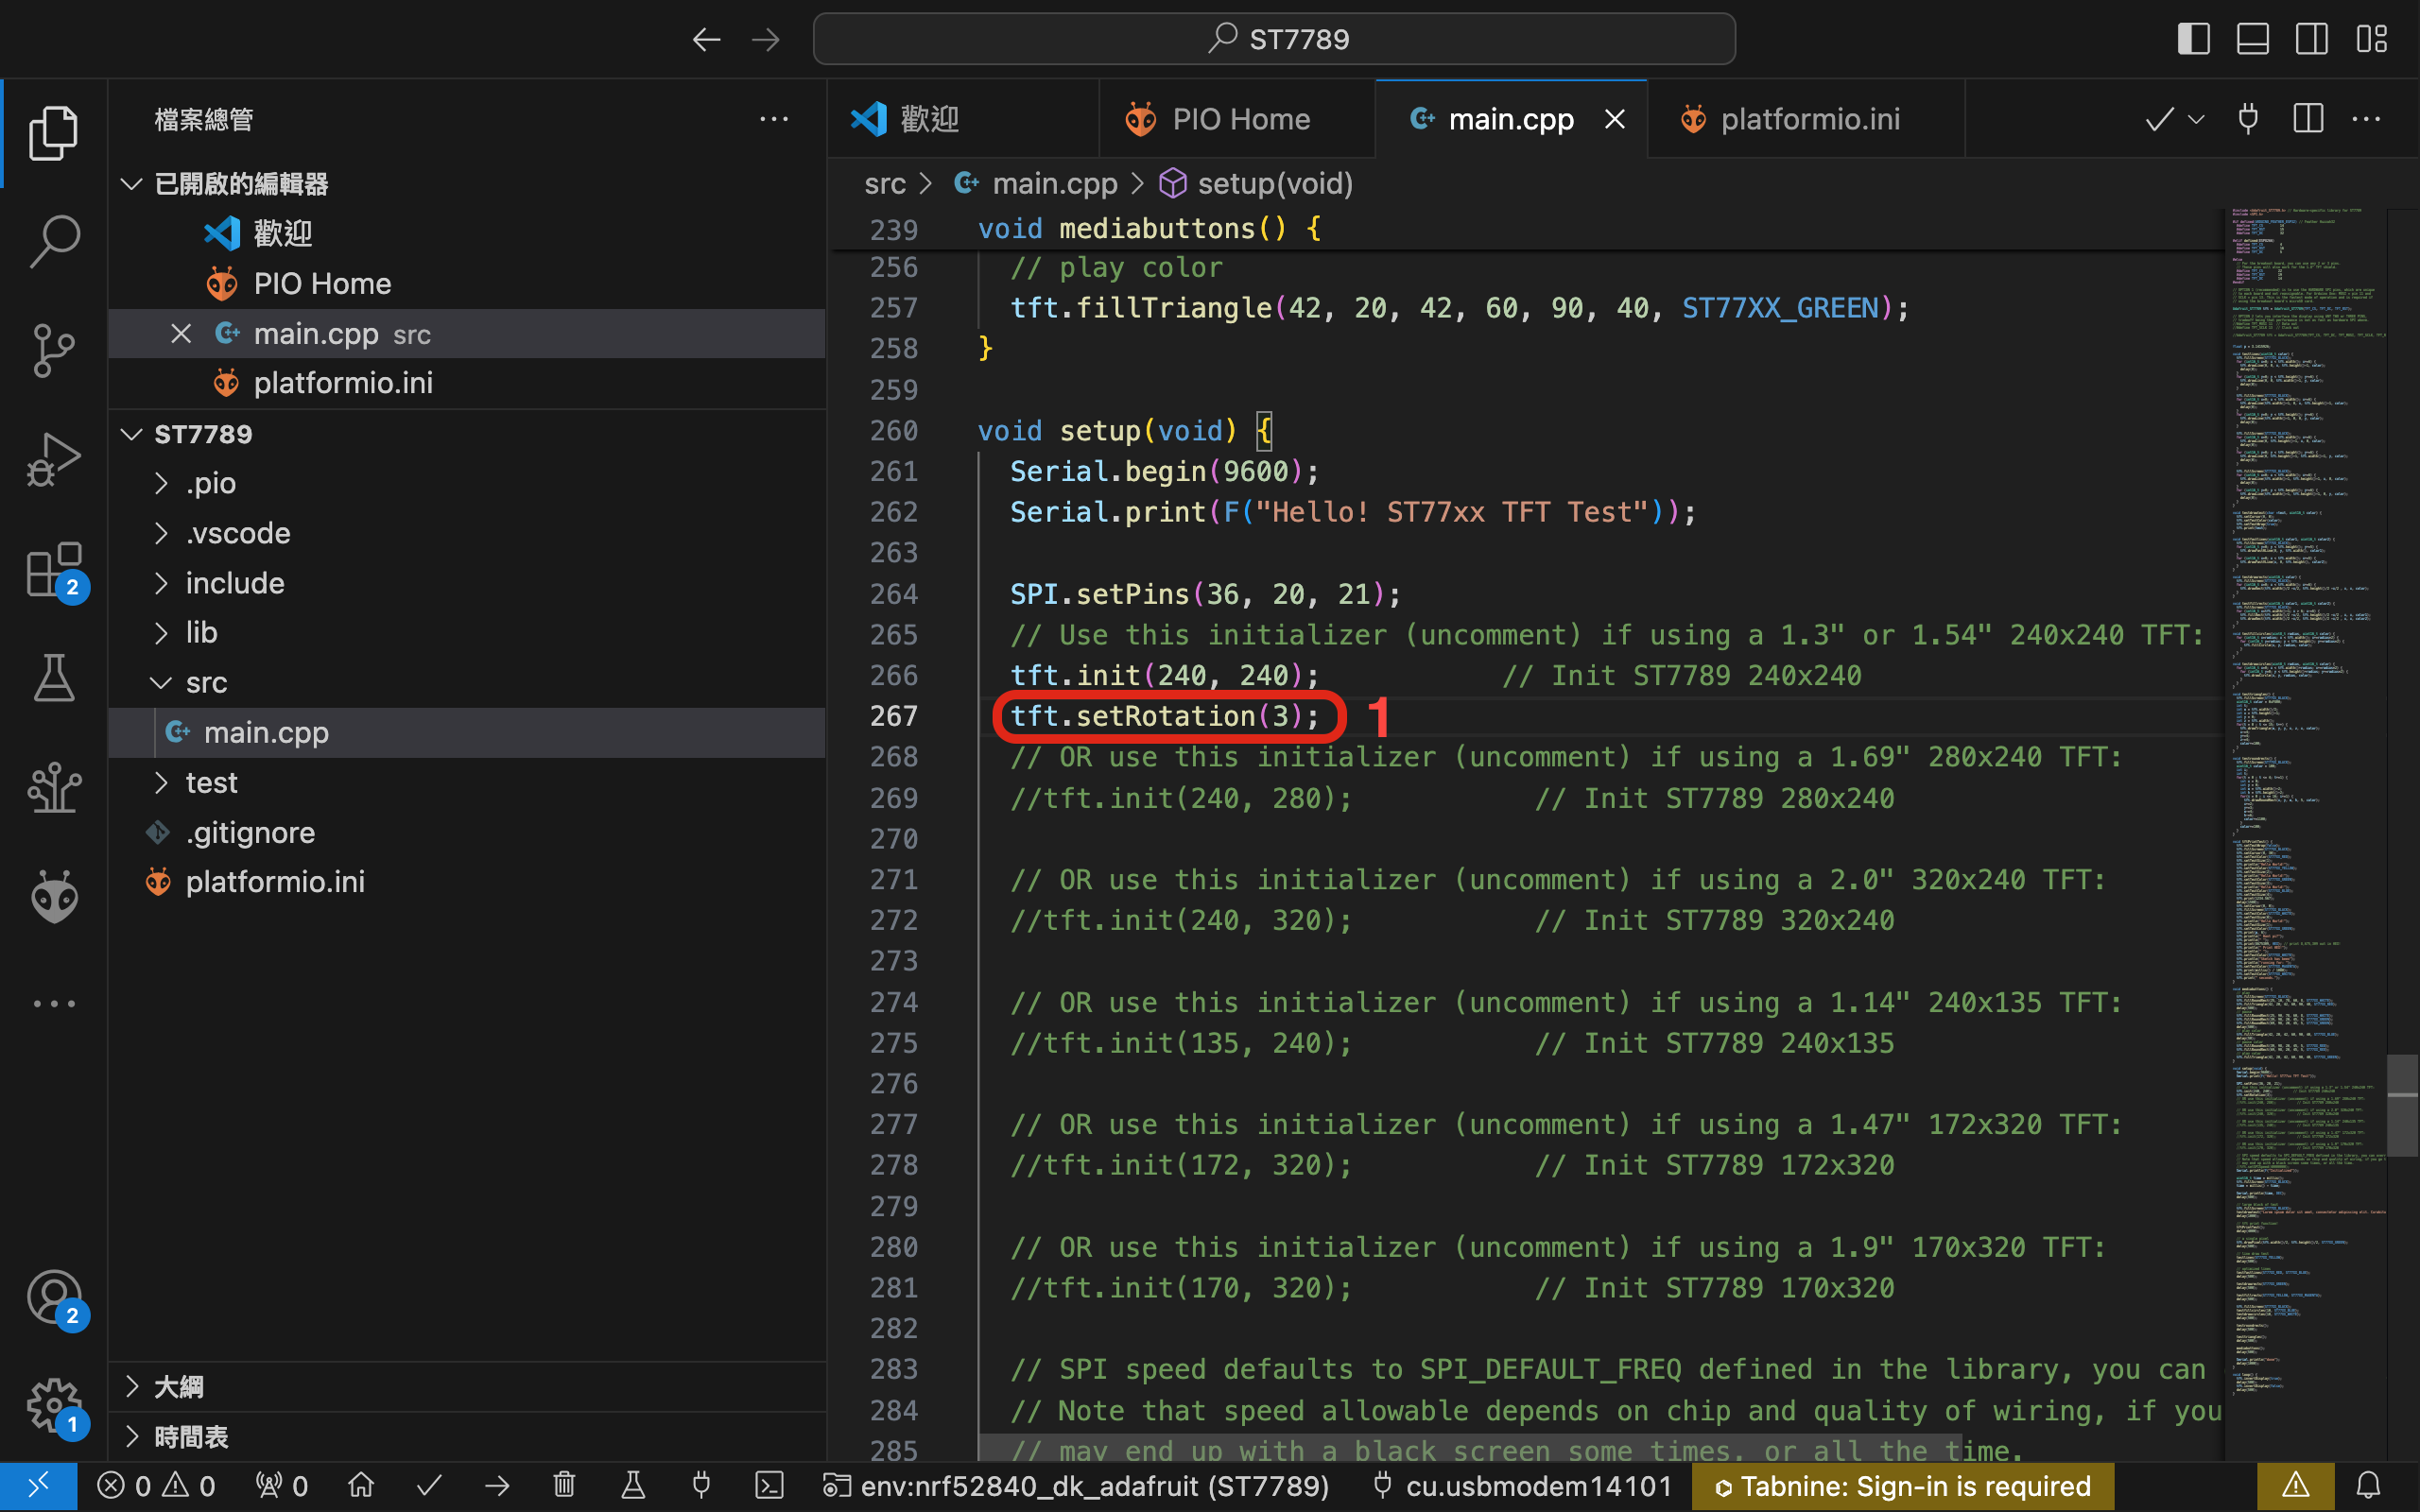 ST7789
檔案總管
已開啟的編輯器
歡迎
PIO Home
main.cpp src
platformio.ini
ST7789
.pio
.vscode
include
lib
src
main.cpp
test
.gitignore
platformio.ini
大綱
時間表
2
2
1
歡迎
PIO Home
main.cpp
platformio.ini
src > main.cpp > setup(void)
239 void mediabuttons() {
256 // play color
257 tft.fillTriangle(42, 20, 42, 60, 90, 40, ST77XX_GREEN);
258 }
259
260 void setup(void) {
261 Serial.begin(9600);
262 Serial.print(F("Hello! ST77xx TFT Test"));
263
264 SPI.setPins(36, 20, 21);
265 // Use this initializer (uncomment) if using a 1.3" or 1.54" 240x240 TFT:
266 tft.init(240, 240); // Init ST7789 240x240
267 tft.setRotation(3); 1
268 // OR use this initializer (uncomment) if using a 1.69" 280x240 TFT:
269 //tft.init(240, 280); // Init ST7789 280x240
270
271 // OR use this initializer (uncomment) if using a 2.0" 320x240 TFT:
272 //tft.init(240, 320); // Init ST7789 320x240
273
274 // OR use this initializer (uncomment) if using a 1.14" 240x135 TFT:
275 //tft.init(135, 240); // Init ST7789 240x135
276
277 // OR use this initializer (uncomment) if using a 1.47" 172x320 TFT:
278 //tft.init(172, 320); // Init ST7789 172x320
279
280 // OR use this initializer (uncomment) if using a 1.9" 170x320 TFT:
281 //tft.init(170, 320); // Init ST7789 170x320
282
283 // SPI speed defaults to SPI_DEFAULT_FREQ defined in the library, you can
284 // Note that speed allowable depends on chip and quality of wiring, if you
285 // may end up with a black screen some times, or all the time.
0 0 0 env:nrf52840_dk_adafruit (ST7789) cu.usbmodem14101 Tabnine: Sign-in is required